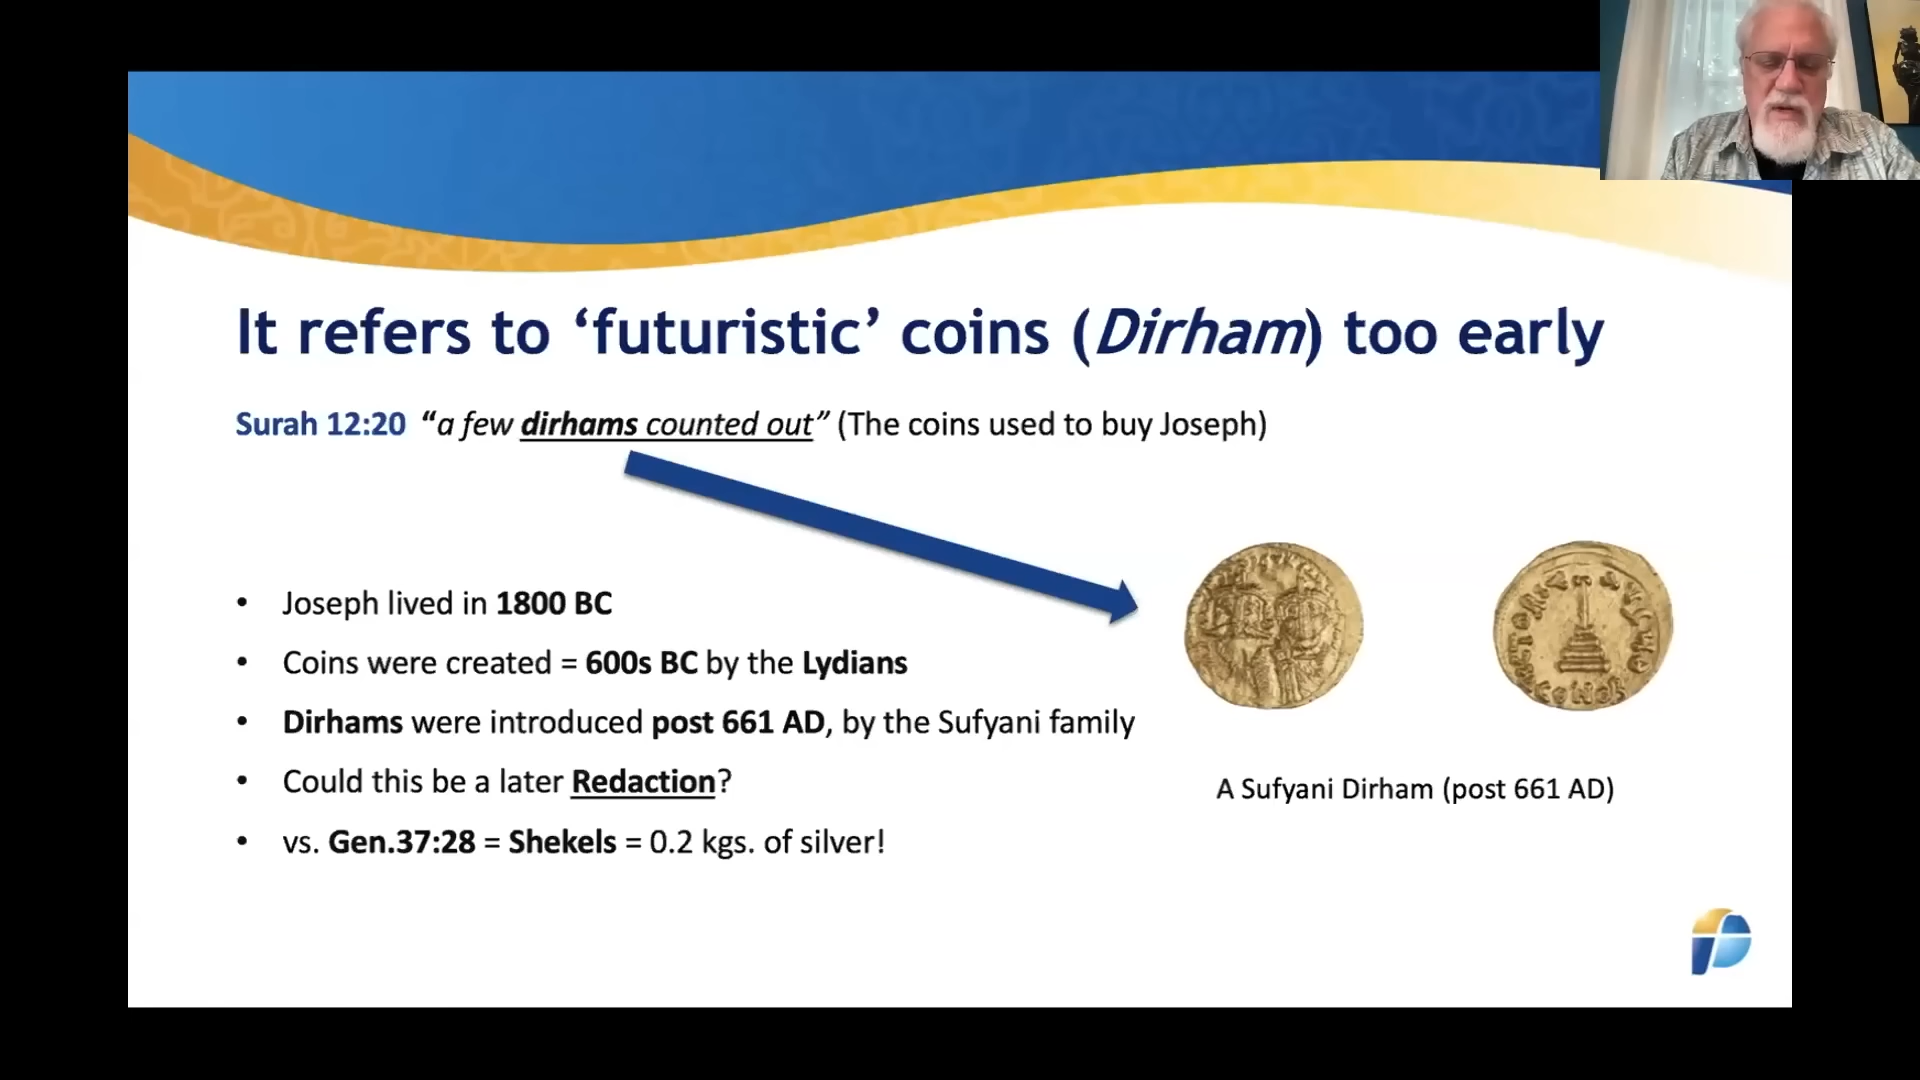 It refers to ‘futuristic’ coins (Dirham) too early
Surah 12:20 “a few dirhams counted out” (The coins used to buy Joseph)
• Joseph lived in 1800 BC
• Coins were created = 600s BC by the Lydians
• Dirhams were introduced post 661 AD, by the Sufyani family
• Could this be a later Redaction?
• vs. Gen.37:28 = Shekels = 0.2 kgs. of silver!
A Sufyani Dirham (post 661 AD)